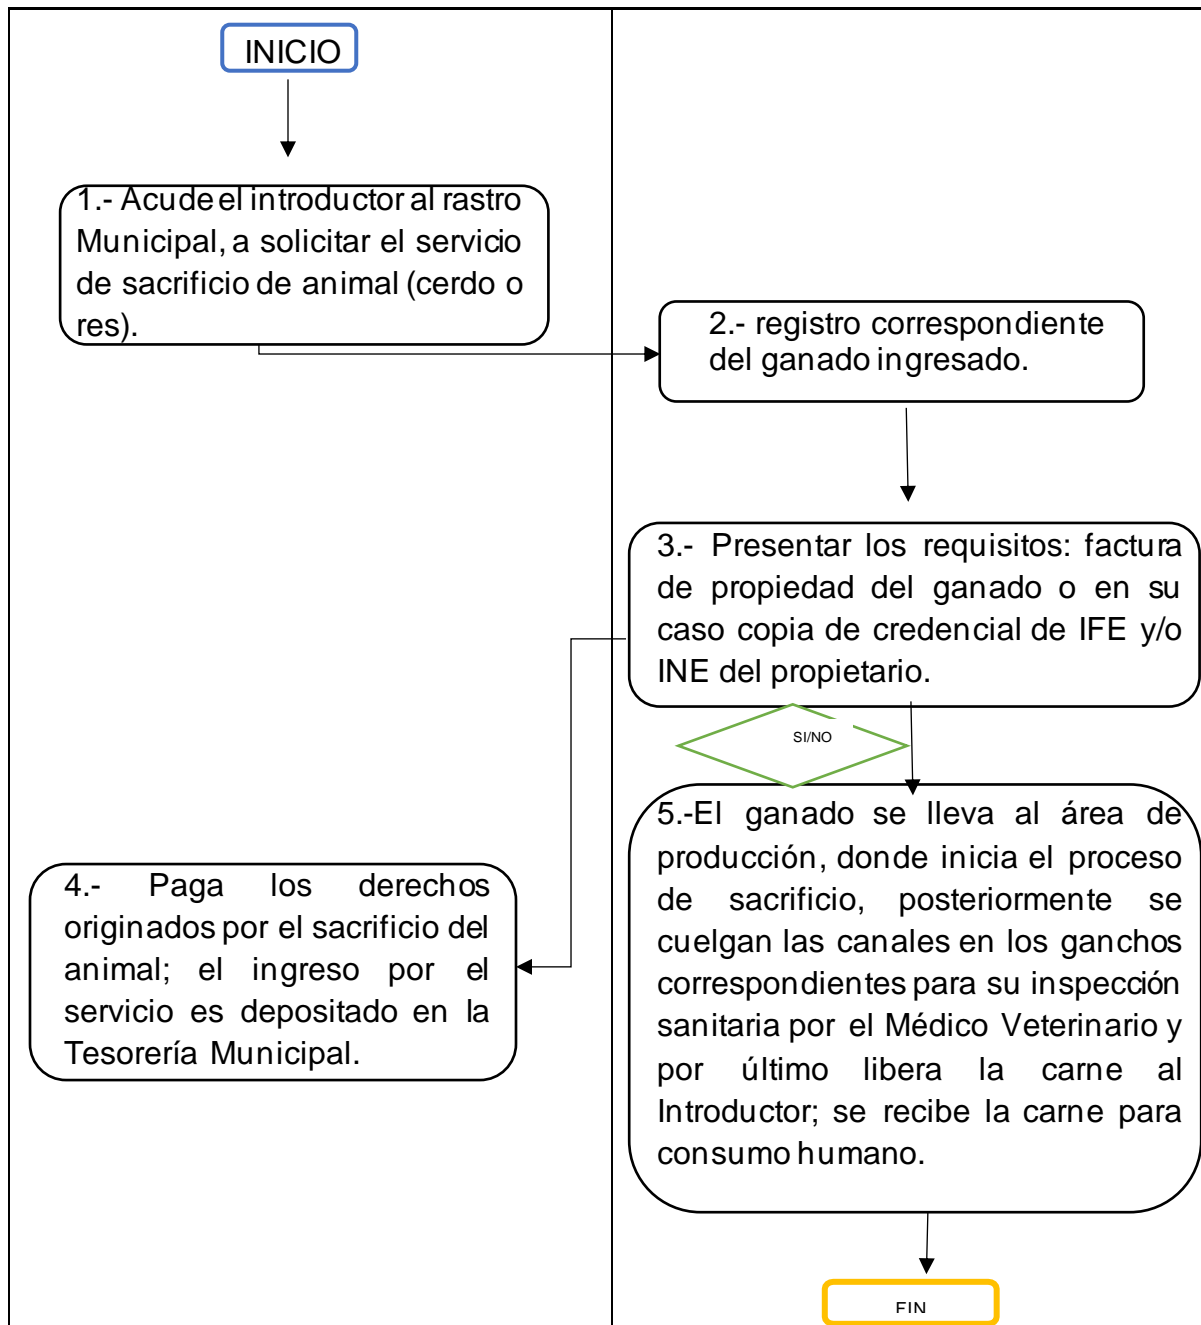 INICIO
1.- Acude el introductor al rastro
Municipal, a solicitar el servicio
de sacrificio de animal (cerdo o
res).
2.- registro correspondiente
del ganado ingresado.
3.- Presentar los requisitos: factura
de propiedad del ganado o en su
caso copia de credencial de IFE y/o
INE del propietario.
SI/NO
4.- Paga los derechos
originados por el sacrificio del
animal; el ingreso por el
servicio es depositado en la
Tesorería Municipal.
5.-El ganado se lleva al área de
producción, donde inicia el proceso
de sacrificio, posteriormente se
cuelgan las canales en los ganchos
correspondientes para su inspección
sanitaria por el Médico Veterinario y
por último libera la carne al
Introductor; se recibe la carne para
consumo humano.
FIN